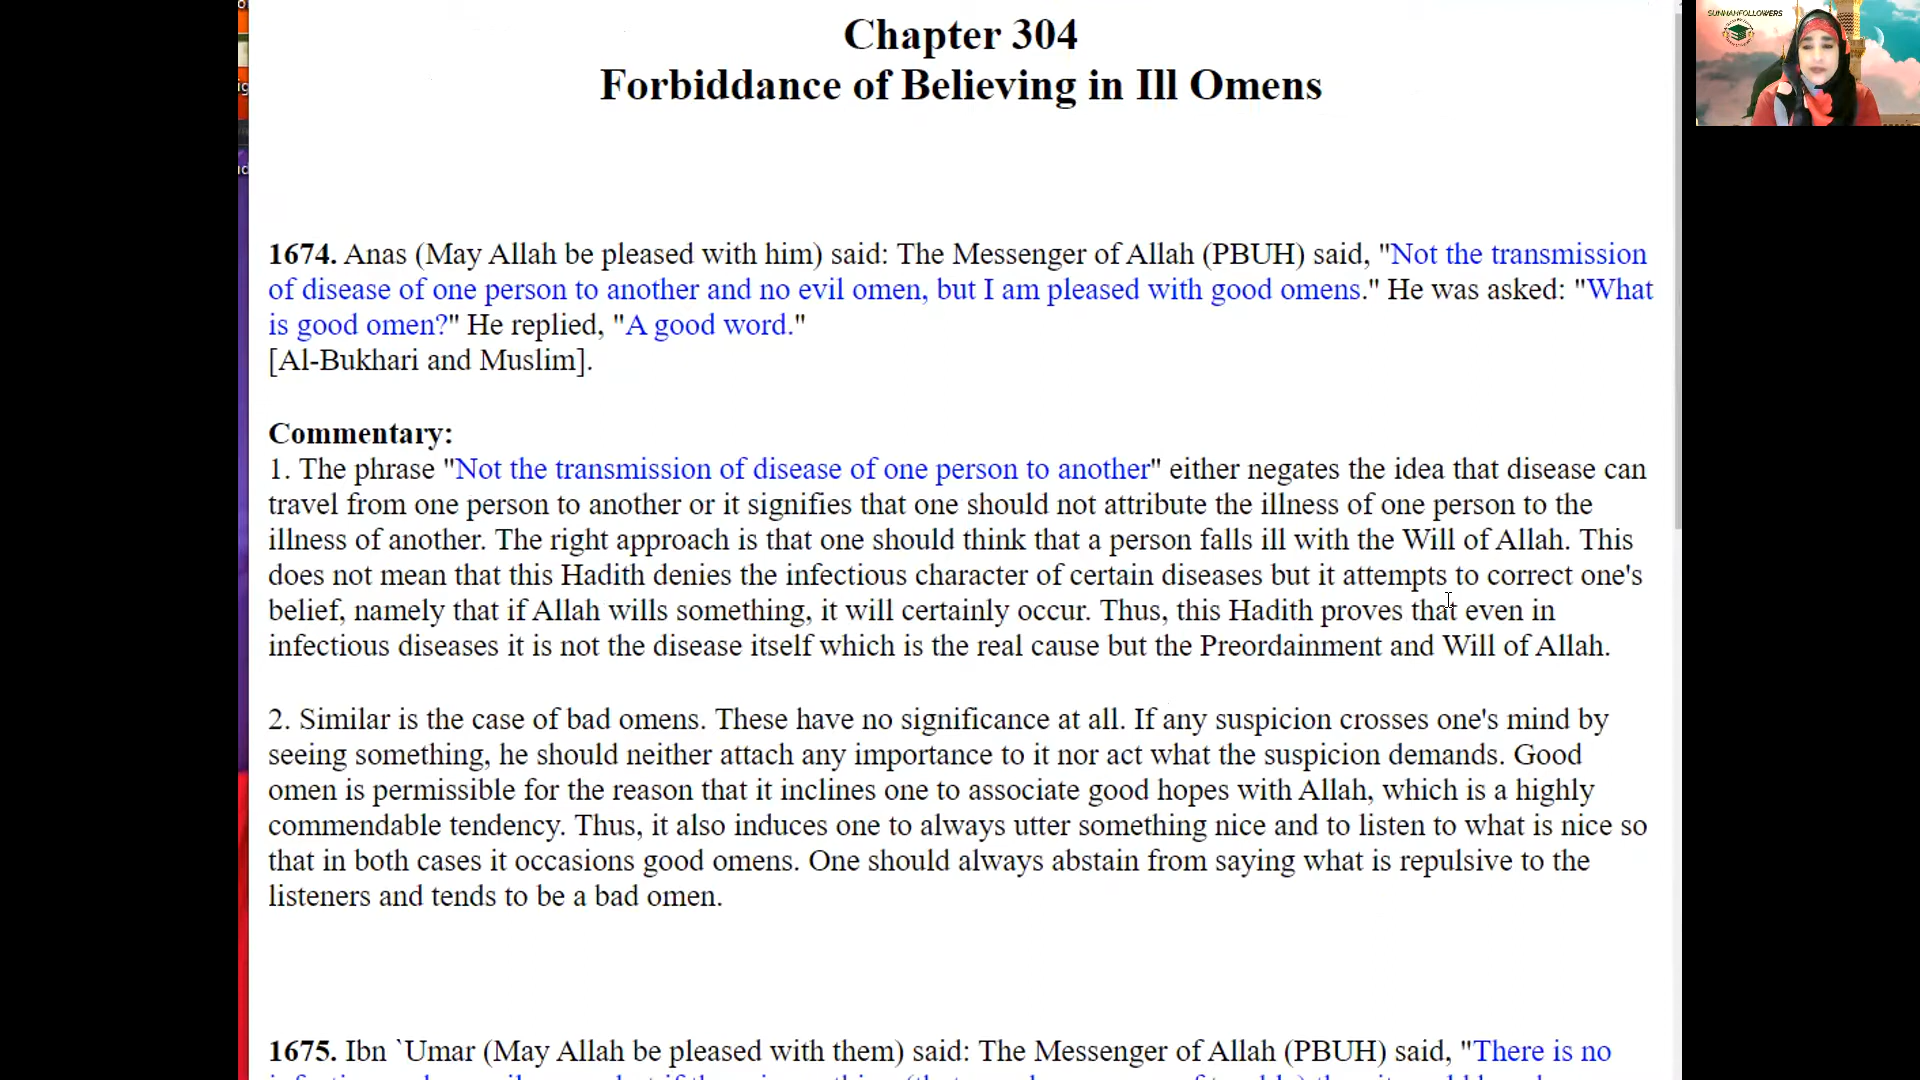 Chapter 304
Forbiddance of Believing in Ill Omens
SUNNAHFOLLOWERS
1674. Anas (May Allah be pleased with him) said: The Messenger of Allah (PBUH) said, "Not the transmission
of disease of one person to another and no evil omen, but I am pleased with good omens." He was asked: "What
is good omen?" He replied, "A good word."
[Al-Bukhari and Muslim].
Commentary:
1. The phrase "Not the transmission of disease of one person to another" either negates the idea that disease can
travel from one person to another or it signifies that one should not attribute the illness of one person to the
illness of another. The right approach is that one should think that a person falls ill with the Will of Allah. This
does not mean that this Hadith denies the infectious character of certain diseases but it attempts to correct one's
belief, namely that if Allah wills something, it will certainly occur. Thus, this Hadith proves that even in
infectious diseases it is not the disease itself which is the real cause but the Preordainment and Will of Allah.
2. Similar is the case of bad omens. These have no significance at all. If any suspicion crosses one's mind by
seeing something, he should neither attach any importance to it nor act what the suspicion demands. Good
omen is permissible for the reason that it inclines one to associate good hopes with Allah, which is a highly
commendable tendency. Thus, it also induces one to always utter something nice and to listen to what is nice so
that in both cases it occasions good omens. One should always abstain from saying what is repulsive to the
listeners and tends to be a bad omen.
1675. Ibn `Umar (May Allah be pleased with them) said: The Messenger of Allah (PBUH) said, "There is no